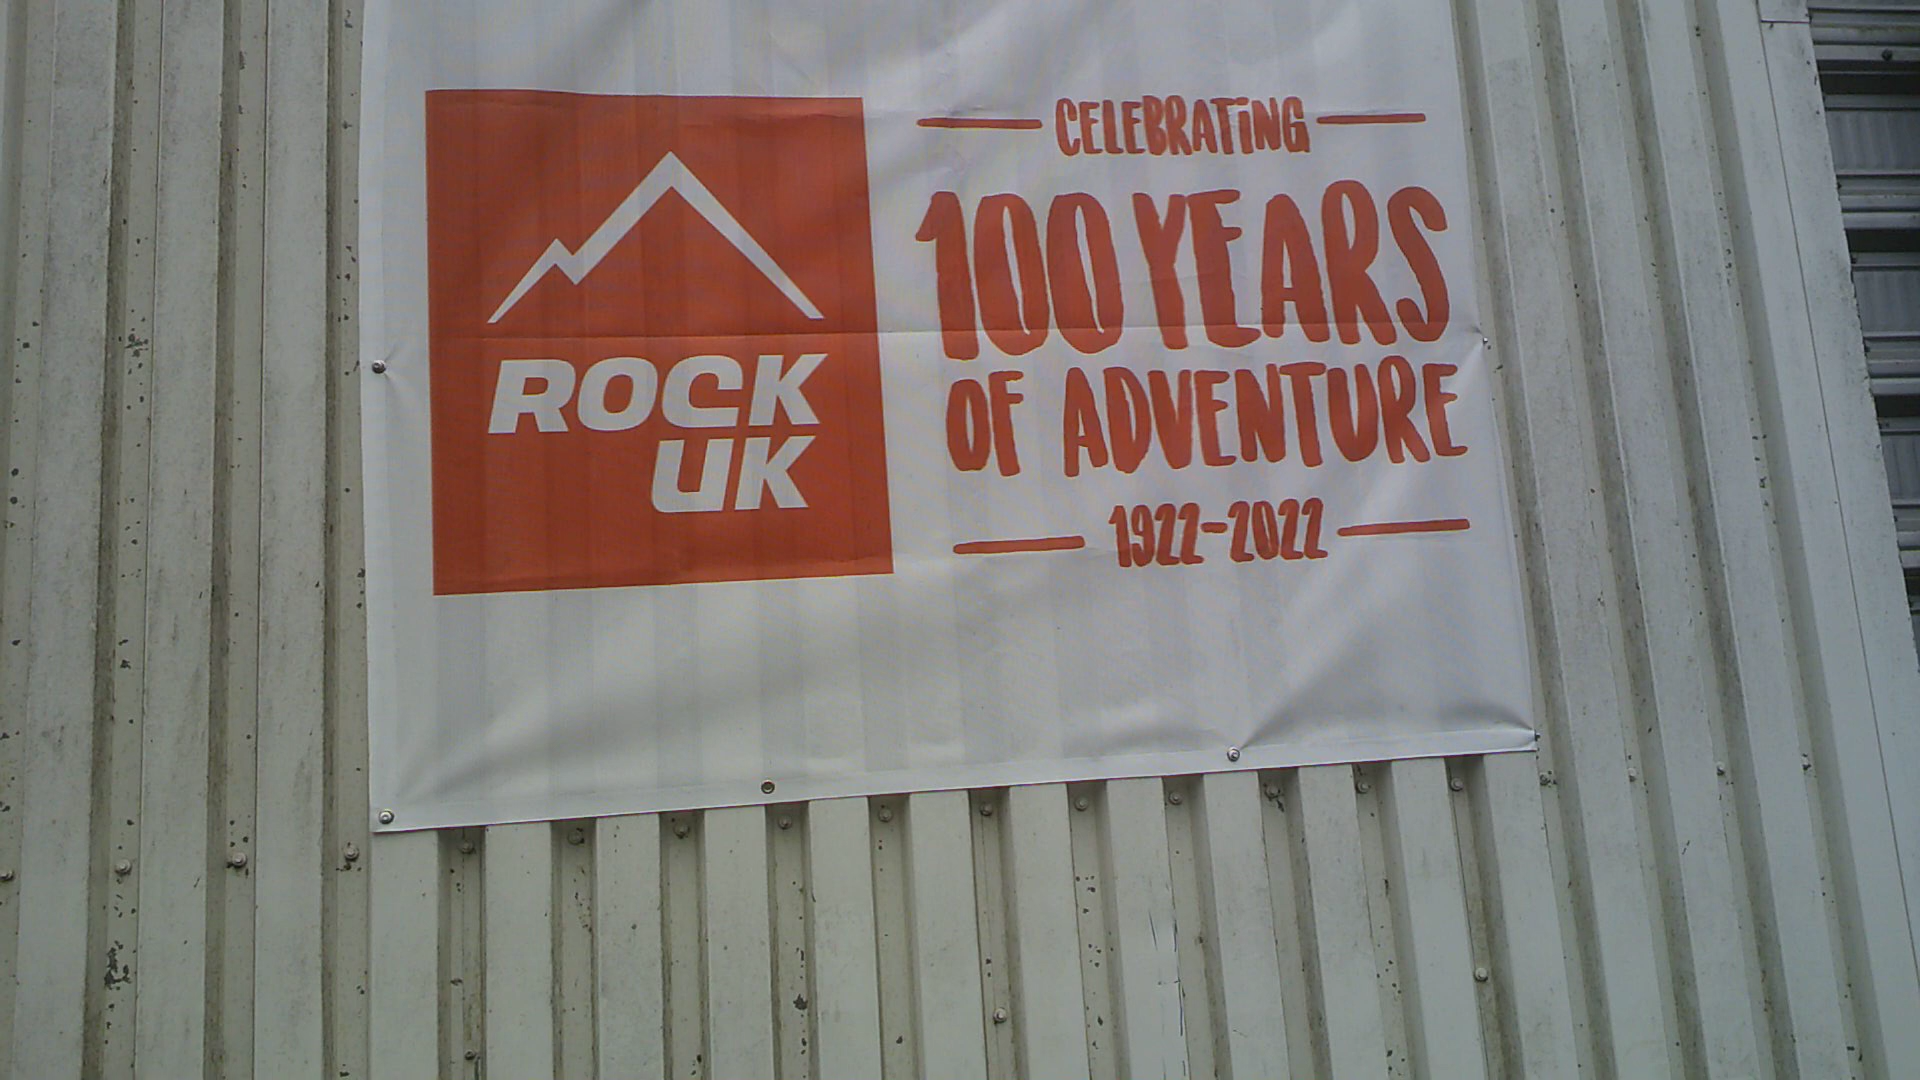 ROCK
UK
CELEBRATiNG
100 YEARS
OF ADVENTURE
1922-2022